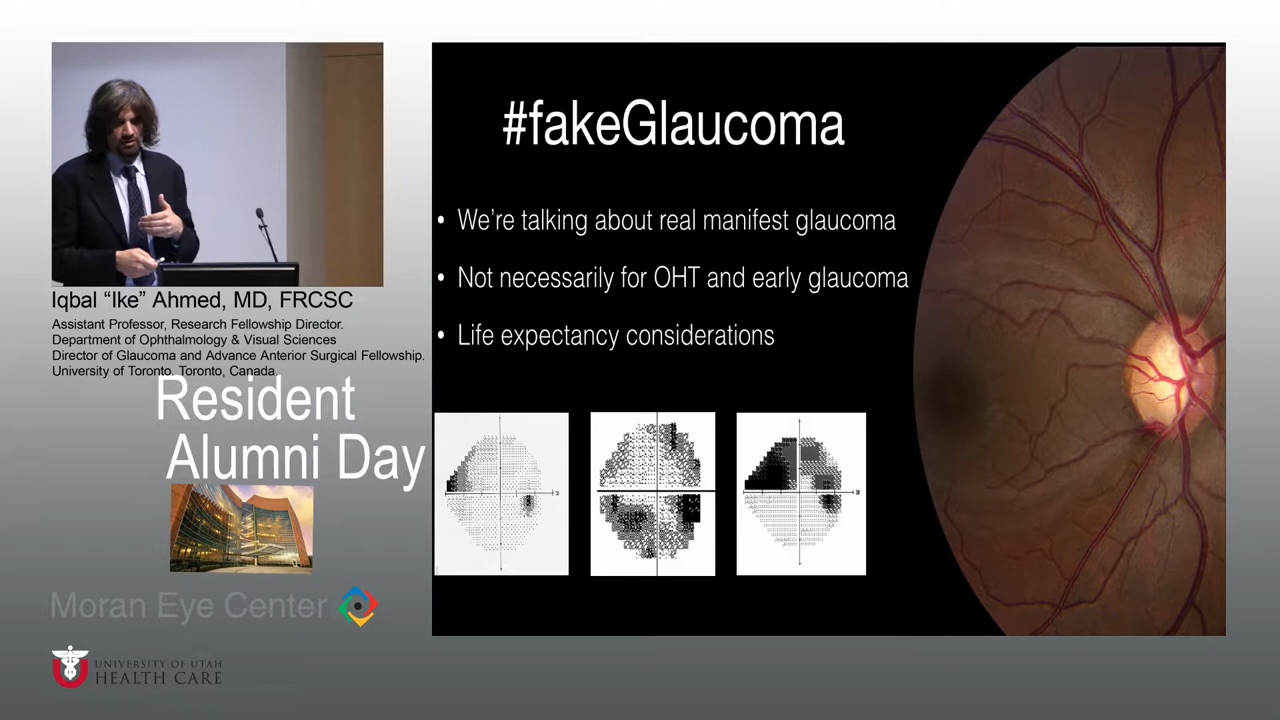 #fakeGlaucoma
• We're talking about real manifest glaucoma
• Not necessarily for OHT and early glaucoma
• Life expectancy considerations
Iqbal “Ike” Ahmed, MD, FRCSC
Assistant Professor, Research Fellowship Director.
Department of Ophthalmology & Visual Sciences
Director of Glaucoma and Advance Anterior Surgical Fellowship.
University of Toronto. Toronto, Canada.
Resident
Alumni Day
Moran Eye Center
UNIVERSITY OF UTAH
HEALTH CARE